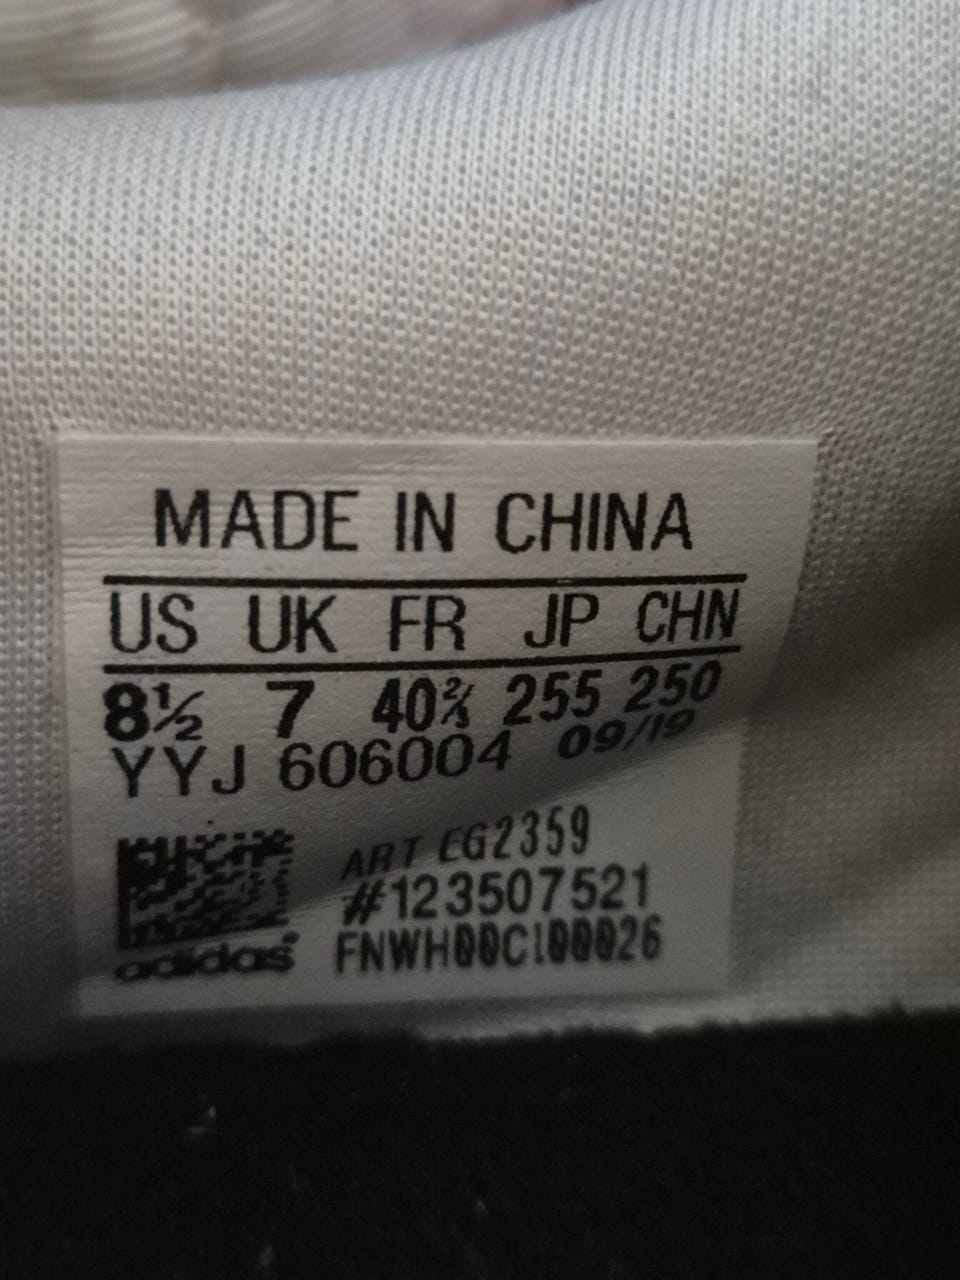 MADE IN CHINA
US UK FR JP CHN
8½ 7 40⅔ 255 250
YYJ 606004 09/19
ART EG2359
#123507521
FNWH00C100026
adidas®